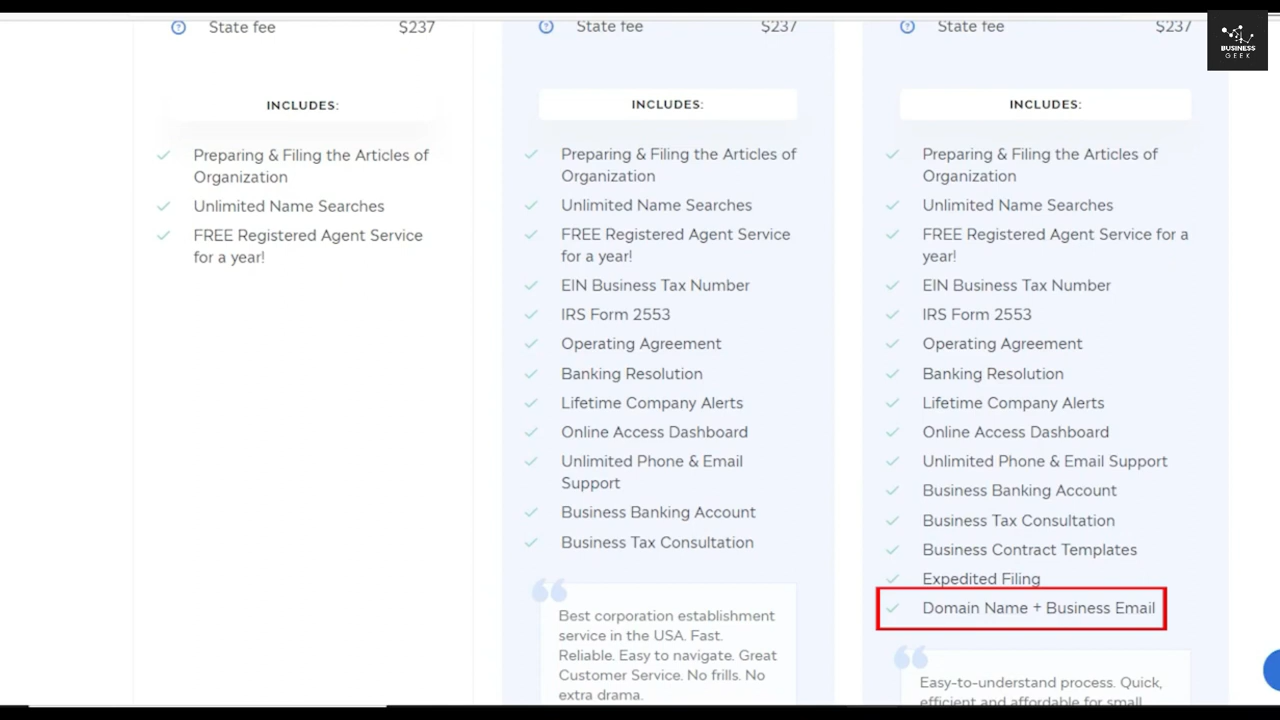 State fee $237
INCLUDES:
Preparing & Filing the Articles of
Organization
Unlimited Name Searches
FREE Registered Agent Service
for a year!
State fee $237
INCLUDES:
Preparing & Filing the Articles of
Organization
Unlimited Name Searches
FREE Registered Agent Service
for a year!
EIN Business Tax Number
IRS Form 2553
Operating Agreement
Banking Resolution
Lifetime Company Alerts
Online Access Dashboard
Unlimited Phone & Email
Support
Business Banking Account
Business Tax Consultation
Best corporation establishment
service in the USA. Fast.
Reliable. Easy to navigate. Great
Customer Service. No frills. No
extra drama.
State fee $237
INCLUDES:
Preparing & Filing the Articles of
Organization
Unlimited Name Searches
FREE Registered Agent Service for a
year!
EIN Business Tax Number
IRS Form 2553
Operating Agreement
Banking Resolution
Lifetime Company Alerts
Online Access Dashboard
Unlimited Phone & Email Support
Business Banking Account
Business Tax Consultation
Business Contract Templates
Expedited Filing
Domain Name + Business Email
Easy-to-understand process. Quick,
efficient and affordable for small
BUSINESS
GEEK